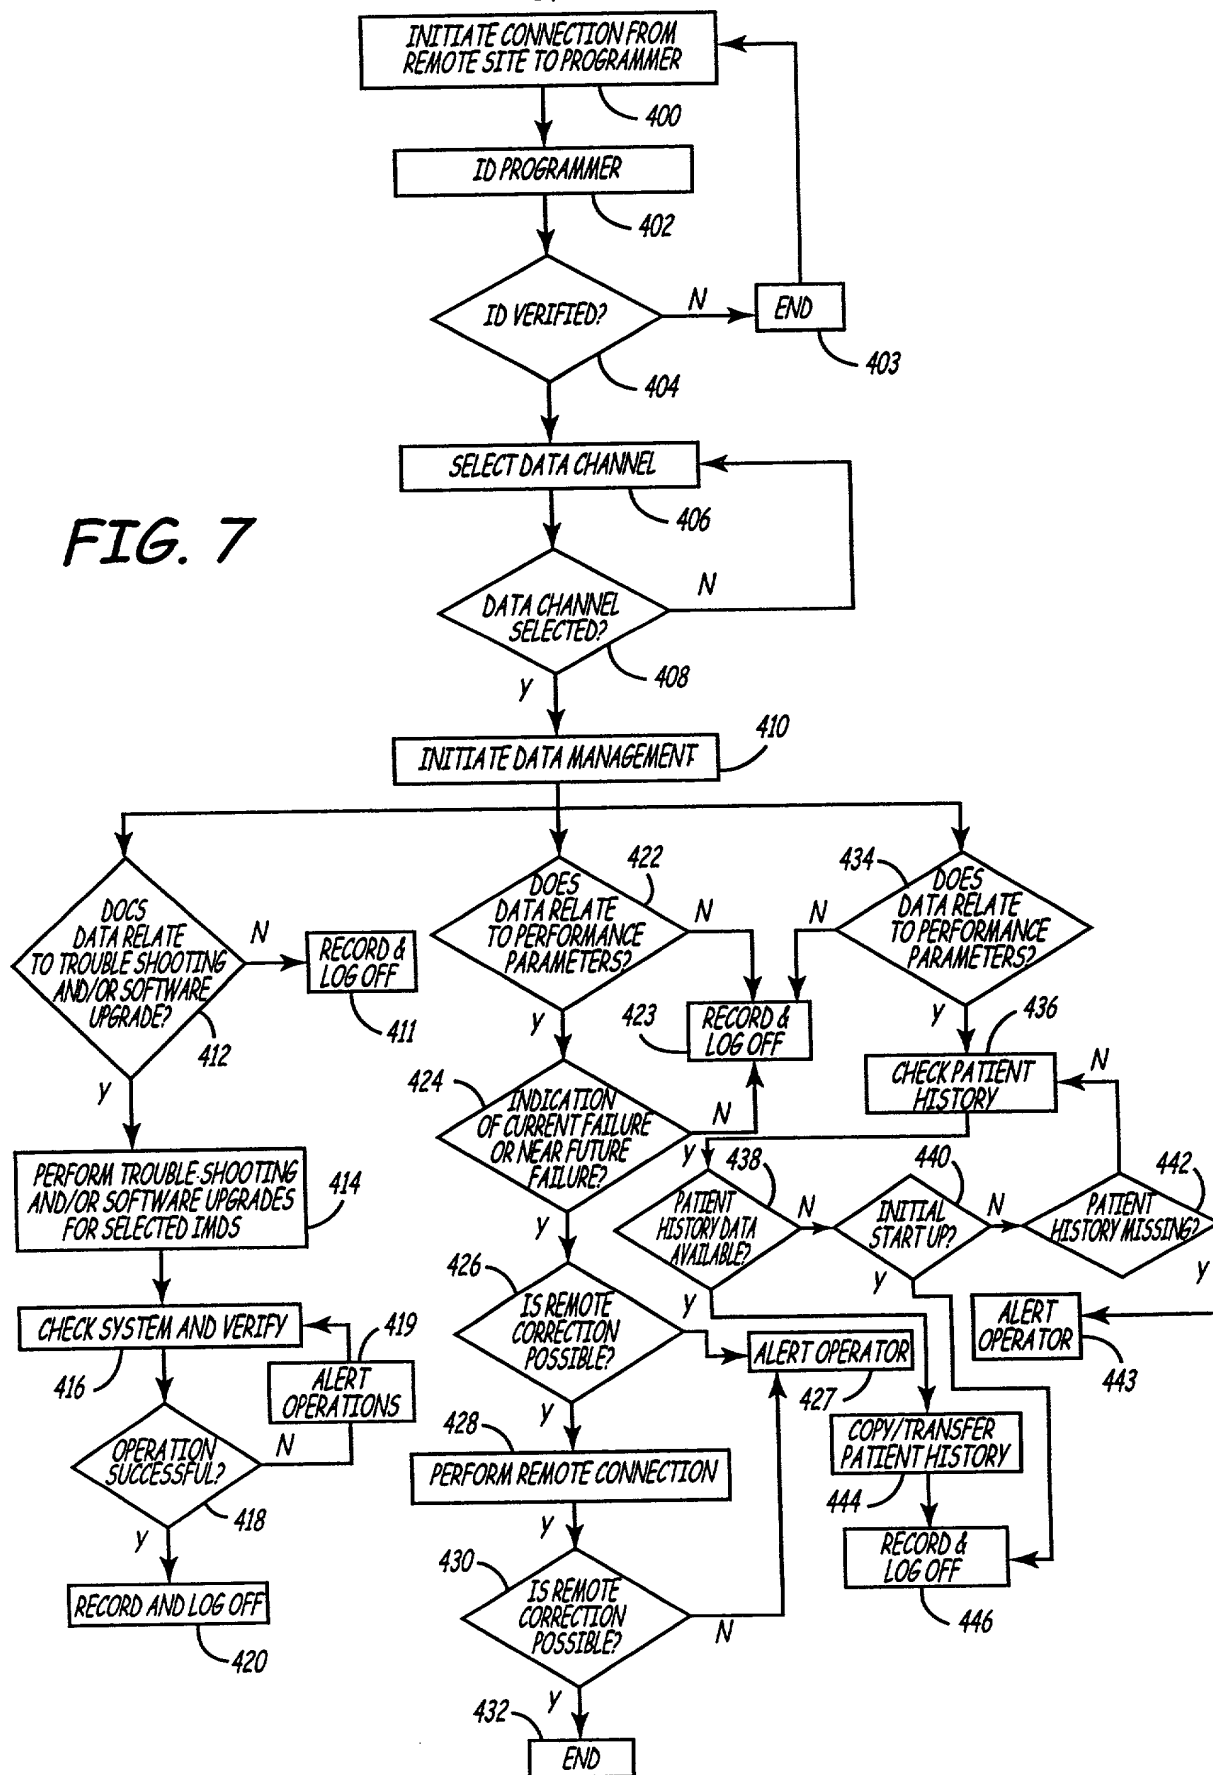 INITIATE CONNECTION FROM
REMOTE SITE TO PROGRAMMER
400
ID PROGRAMMER
402
ID VERIFIED?
N
END
403
404
SELECT DATA CHANNEL
406
FIG. 7
DATA CHANNEL
SELECTED?
N
408
Y
INITIATE DATA MANAGEMENT
410
DOCS
DATA RELATE
TO TROUBLE SHOOTING
AND/OR SOFTWARE
UPGRADE?
412
N
RECORD &
LOG OFF
411
Y
PERFORM TROUBLE-SHOOTING
AND/OR SOFTWARE UPGRADES
FOR SELECTED IMDS
414
CHECK SYSTEM AND VERIFY
416
419
ALERT
OPERATIONS
OPERATION
SUCCESSFUL?
N
418
Y
RECORD AND LOG OFF
420
422
DOES
DATA RELATE
TO PERFORMANCE
PARAMETERS?
N
Y
423
RECORD &
LOG OFF
424
INDICATION
OF CURRENT FAILURE
OR NEAR FUTURE
FAILURE?
N
Y
426
IS REMOTE
CORRECTION
POSSIBLE?
ALERT OPERATOR
427
Y
428
PERFORM REMOTE CONNECTION
Y
430
IS REMOTE
CORRECTION
POSSIBLE?
N
Y
432
END
434
DOES
DATA RELATE
TO PERFORMANCE
PARAMETERS?
N
Y
436
CHECK PATIENT
HISTORY
N
Y
438
PATIENT
HISTORY DATA
AVAILABLE?
N
Y
440
INITIAL
START UP?
N
Y
442
PATIENT
HISTORY MISSING?
Y
ALERT
OPERATOR
443
COPY/TRANSFER
PATIENT HISTORY
444
RECORD &
LOG OFF
446